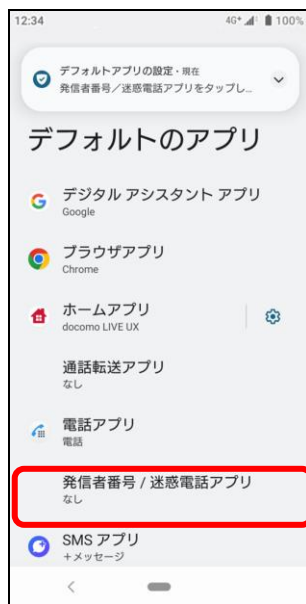 12:34
4G+ 100%
デフォルトアプリの設定・現在
発信者番号／迷惑電話アプリをタップし...
デフォルトのアプリ
デジタル アシスタント アプリ
Google
ブラウザアプリ
Chrome
ホームアプリ
docomo LIVE UX
通話転送アプリ
なし
電話アプリ
電話
発信者番号 / 迷惑電話アプリ
なし
SMS アプリ
+メッセージ